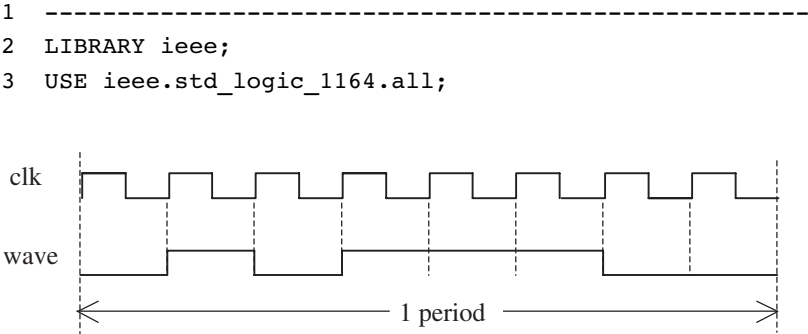 1 -----------------------------------------------------
2 LIBRARY ieee;
3 USE ieee.std_logic_1164.all;
clk
wave
1 period